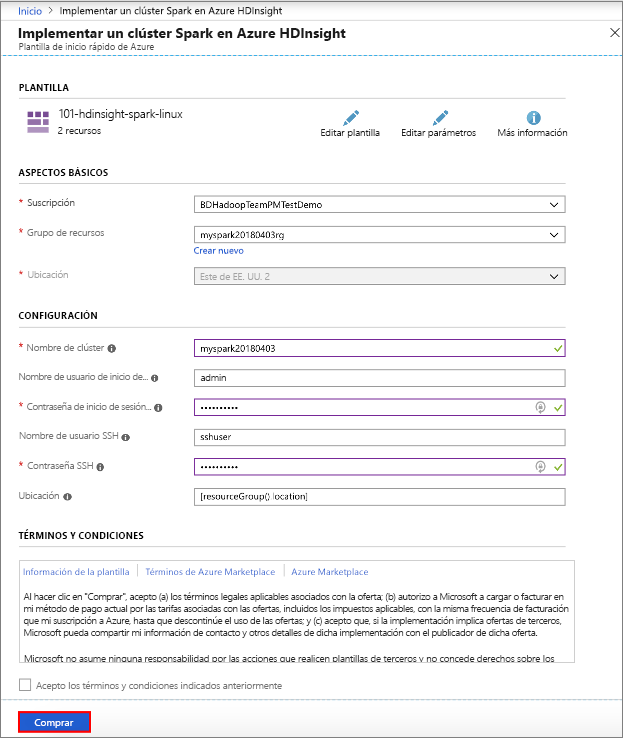 Inicio > Implementar un clúster Spark en Azure HDInsight
Implementar un clúster Spark en Azure HDInsight
Plantilla de inicio rápido de Azure
PLANTILLA
101-hdinsight-spark-linux
2 recursos
Editar plantilla
Editar parámetros
Más información
ASPECTOS BÁSICOS
* Suscripción
BDHadoopTeamPMTestDemo
* Grupo de recursos
myspark20180403rg
Crear nuevo
* Ubicación
Este de EE. UU. 2
CONFIGURACIÓN
* Nombre de clúster
myspark20180403
Nombre de usuario de inicio de...
admin
* Contraseña de inicio de sesión...
••••••••••
Nombre de usuario SSH
sshuser
* Contraseña SSH
••••••••••
Ubicación
[resourceGroup().location]
TÉRMINOS Y CONDICIONES
Información de la plantilla | Términos de Azure Marketplace | Azure Marketplace
Al hacer clic en "Comprar", acepto (a) los términos legales aplicables asociados con la oferta; (b) autorizo a Microsoft a cargar o facturar en
mi método de pago actual por las tarifas asociadas con las ofertas, incluidos los impuestos aplicables, con la misma frecuencia de facturación
que mi suscripción a Azure, hasta que descontinúe el uso de las ofertas; y (c) acepto que, si la implementación implica ofertas de terceros,
Microsoft pueda compartir mi información de contacto y otros detalles de dicha implementación con el publicador de dicha oferta.
Microsoft no asume ninguna responsabilidad por las acciones que realicen plantillas de terceros y no concede derechos sobre los
Acepto los términos y condiciones indicados anteriormente
Comprar